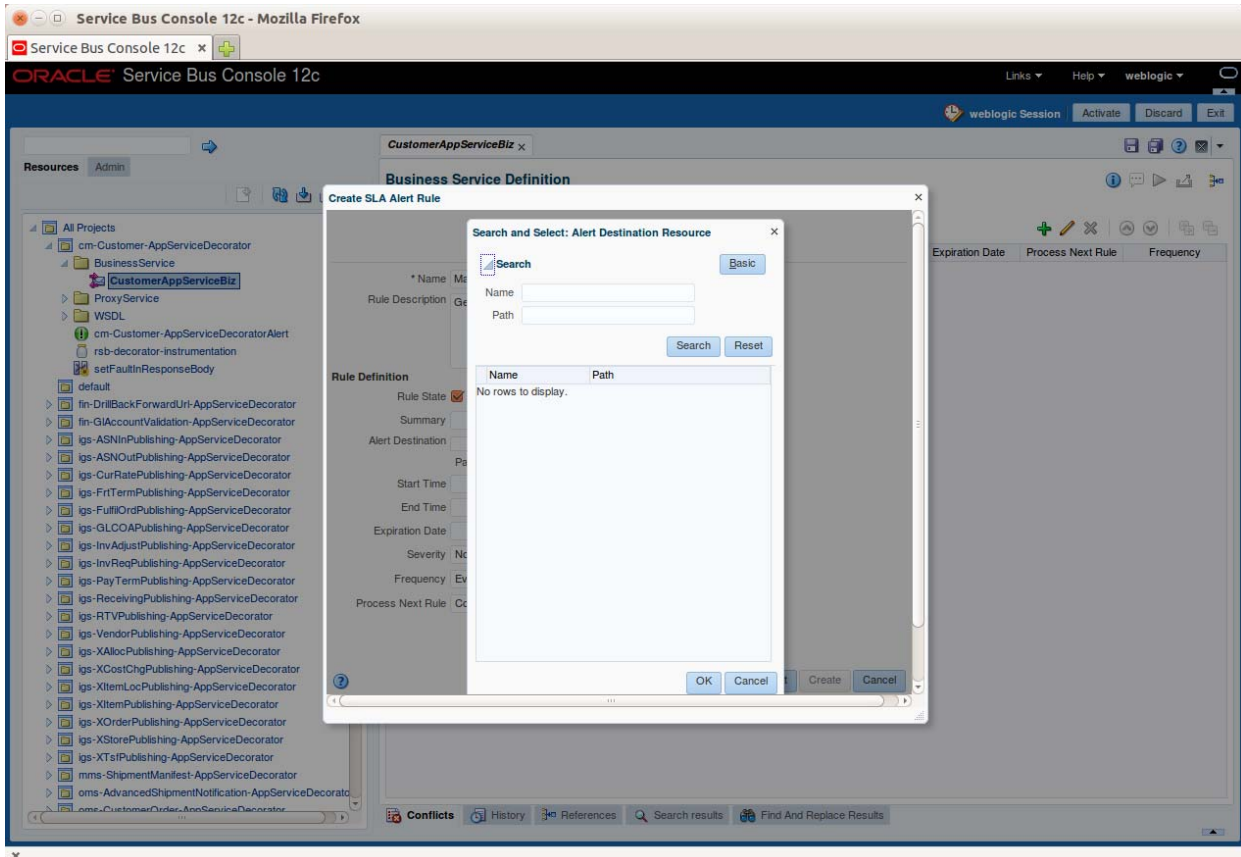 Service Bus Console 12c - Mozilla Firefox
Service Bus Console 12c
ORACLE Service Bus Console 12c
Links
Help
weblogic
weblogic Session
Activate
Discard
Exit
CustomerAppServiceBiz
Resources
Admin
Business Service Definition
Create SLA Alert Rule
All Projects
cm-Customer-AppServiceDecorator
BusinessService
CustomerAppServiceBiz
ProxyService
WSDL
cm-Customer-AppServiceDecoratorAlert
rsb-decorator-instrumentation
setFaultInResponseBody
default
fin-DrillBackForwardUrl-AppServiceDecorator
fin-GlAccountValidation-AppServiceDecorator
igs-ASNInPublishing-AppServiceDecorator
igs-ASNOutPublishing-AppServiceDecorator
igs-CurRatePublishing-AppServiceDecorator
igs-FrtTermPublishing-AppServiceDecorator
igs-FulfilOrdPublishing-AppServiceDecorator
igs-GLCOAPublishing-AppServiceDecorator
igs-InvAdjustPublishing-AppServiceDecorator
igs-InvReqPublishing-AppServiceDecorator
igs-PayTermPublishing-AppServiceDecorator
igs-ReceivingPublishing-AppServiceDecorator
igs-RTVPublishing-AppServiceDecorator
igs-VendorPublishing-AppServiceDecorator
igs-XAllocPublishing-AppServiceDecorator
igs-XCostChgPublishing-AppServiceDecorator
igs-XItemLocPublishing-AppServiceDecorator
igs-XItemPublishing-AppServiceDecorator
igs-XOrderPublishing-AppServiceDecorator
igs-XStorePublishing-AppServiceDecorator
igs-XTsfPublishing-AppServiceDecorator
mms-ShipmentManifest-AppServiceDecorator
oms-AdvancedShipmentNotification-AppServiceDecorato
oms-CustomerOrder-AppServiceDecorator
* Name Ma
Rule Description Ge
Rule Definition
Rule State
Summary
Alert Destination
Pa
Start Time
End Time
Expiration Date
Severity No
Frequency Ev
Process Next Rule Co
Search and Select: Alert Destination Resource
Search
Basic
Name
Path
Search
Reset
Name Path
No rows to display.
OK
Cancel
Create
Cancel
Expiration Date
Process Next Rule
Frequency
Conflicts
History
References
Search results
Find And Replace Results